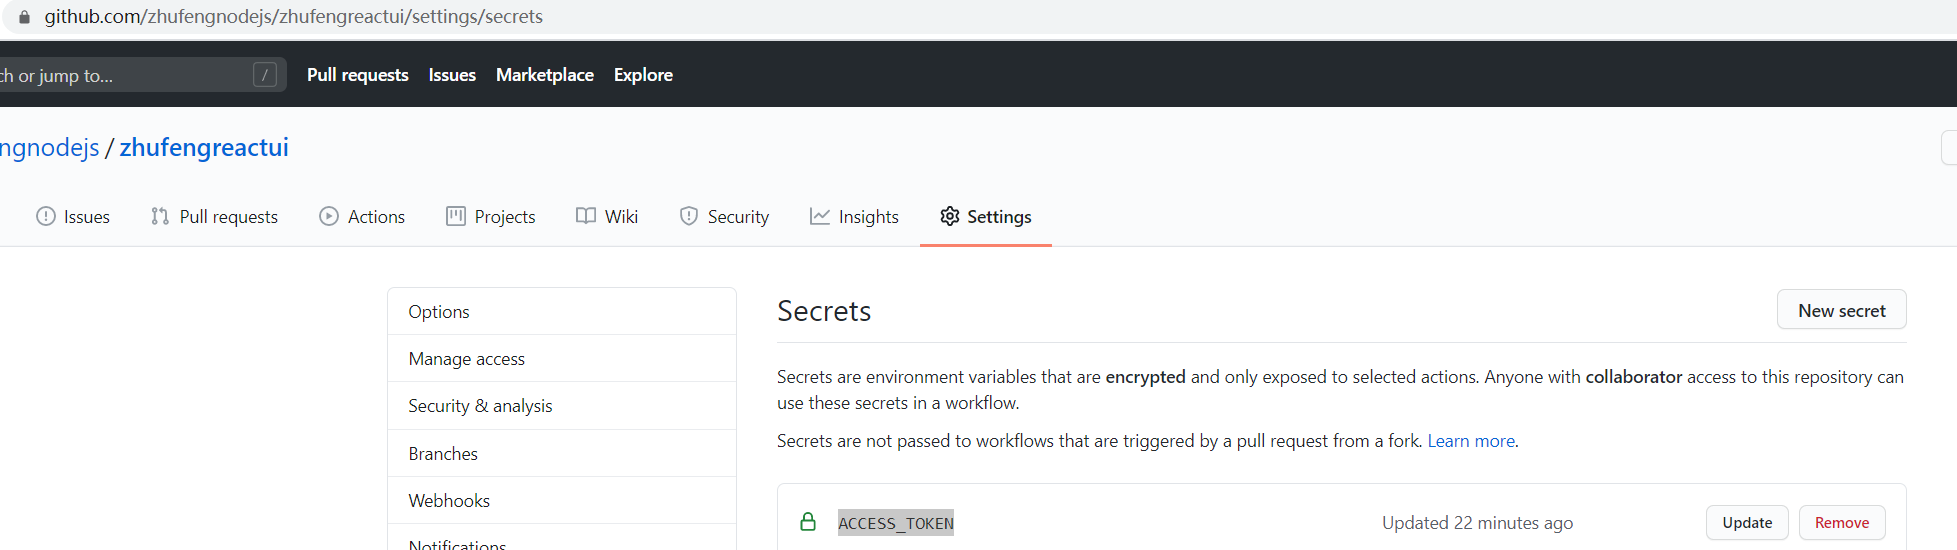 github.com/zhufengnodejs/zhufengreactui/settings/secrets
ch or jump to... / Pull requests Issues Marketplace Explore
ngnodejs / zhufengreactui
Issues Pull requests Actions Projects Wiki Security Insights Settings
Options
Manage access
Security & analysis
Branches
Webhooks
Notifications
Secrets New secret
Secrets are environment variables that are encrypted and only exposed to selected actions. Anyone with collaborator access to this repository can
use these secrets in a workflow.
Secrets are not passed to workflows that are triggered by a pull request from a fork. Learn more.
ACCESS_TOKEN Updated 22 minutes ago Update Remove